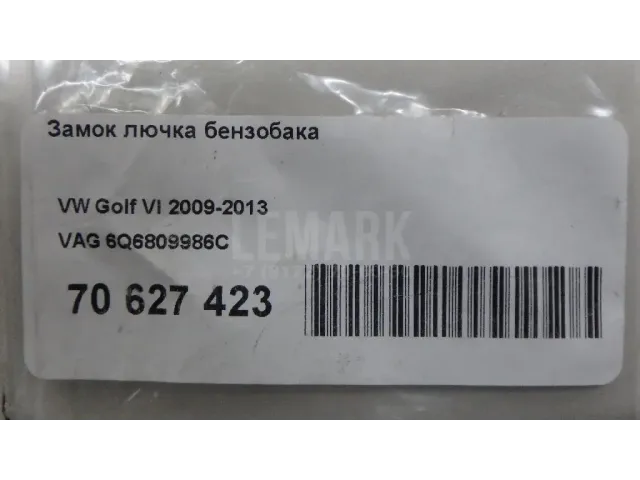 Замок лючка бензобака
VW Golf VI 2009-2013
LEMARK
VAG 6Q6809986C
70 627 423